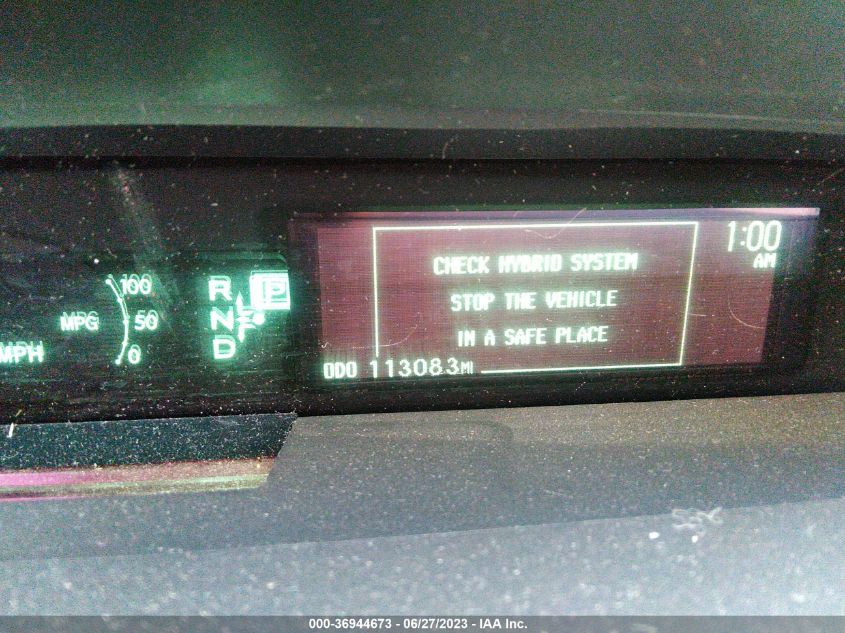 MPH
MPG
100
50
0
R
P
N
D
CHECK HYBRID SYSTEM
STOP THE VEHICLE
IN A SAFE PLACE
1:00
AM
ODO 113083MI
000-36944673 - 06/27/2023 - IAA Inc.